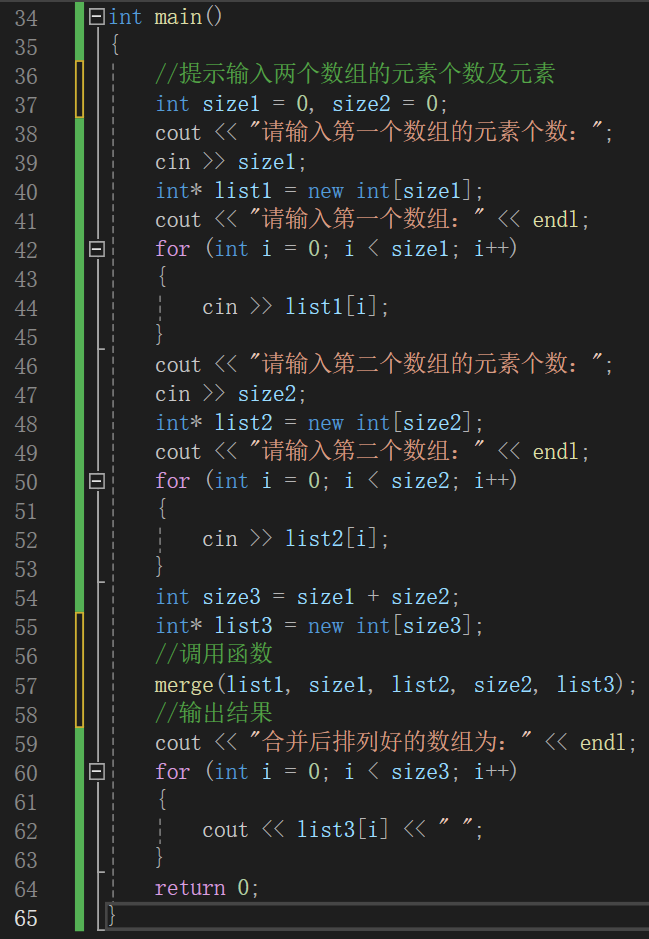 34 int main()
35 {
36 //提示输入两个数组的元素个数及元素
37 int size1 = 0, size2 = 0;
38 cout << "请输入第一个数组的元素个数：";
39 cin >> size1;
40 int* list1 = new int[size1];
41 cout << "请输入第一个数组：" << endl;
42 for (int i = 0; i < size1; i++)
43 {
44 cin >> list1[i];
45 }
46 cout << "请输入第二个数组的元素个数：";
47 cin >> size2;
48 int* list2 = new int[size2];
49 cout << "请输入第二个数组：" << endl;
50 for (int i = 0; i < size2; i++)
51 {
52 cin >> list2[i];
53 }
54 int size3 = size1 + size2;
55 int* list3 = new int[size3];
56 //调用函数
57 merge(list1, size1, list2, size2, list3);
58 //输出结果
59 cout << "合并后排列好的数组为：" << endl;
60 for (int i = 0; i < size3; i++)
61 {
62 cout << list3[i] << " ";
63 }
64 return 0;
65 }